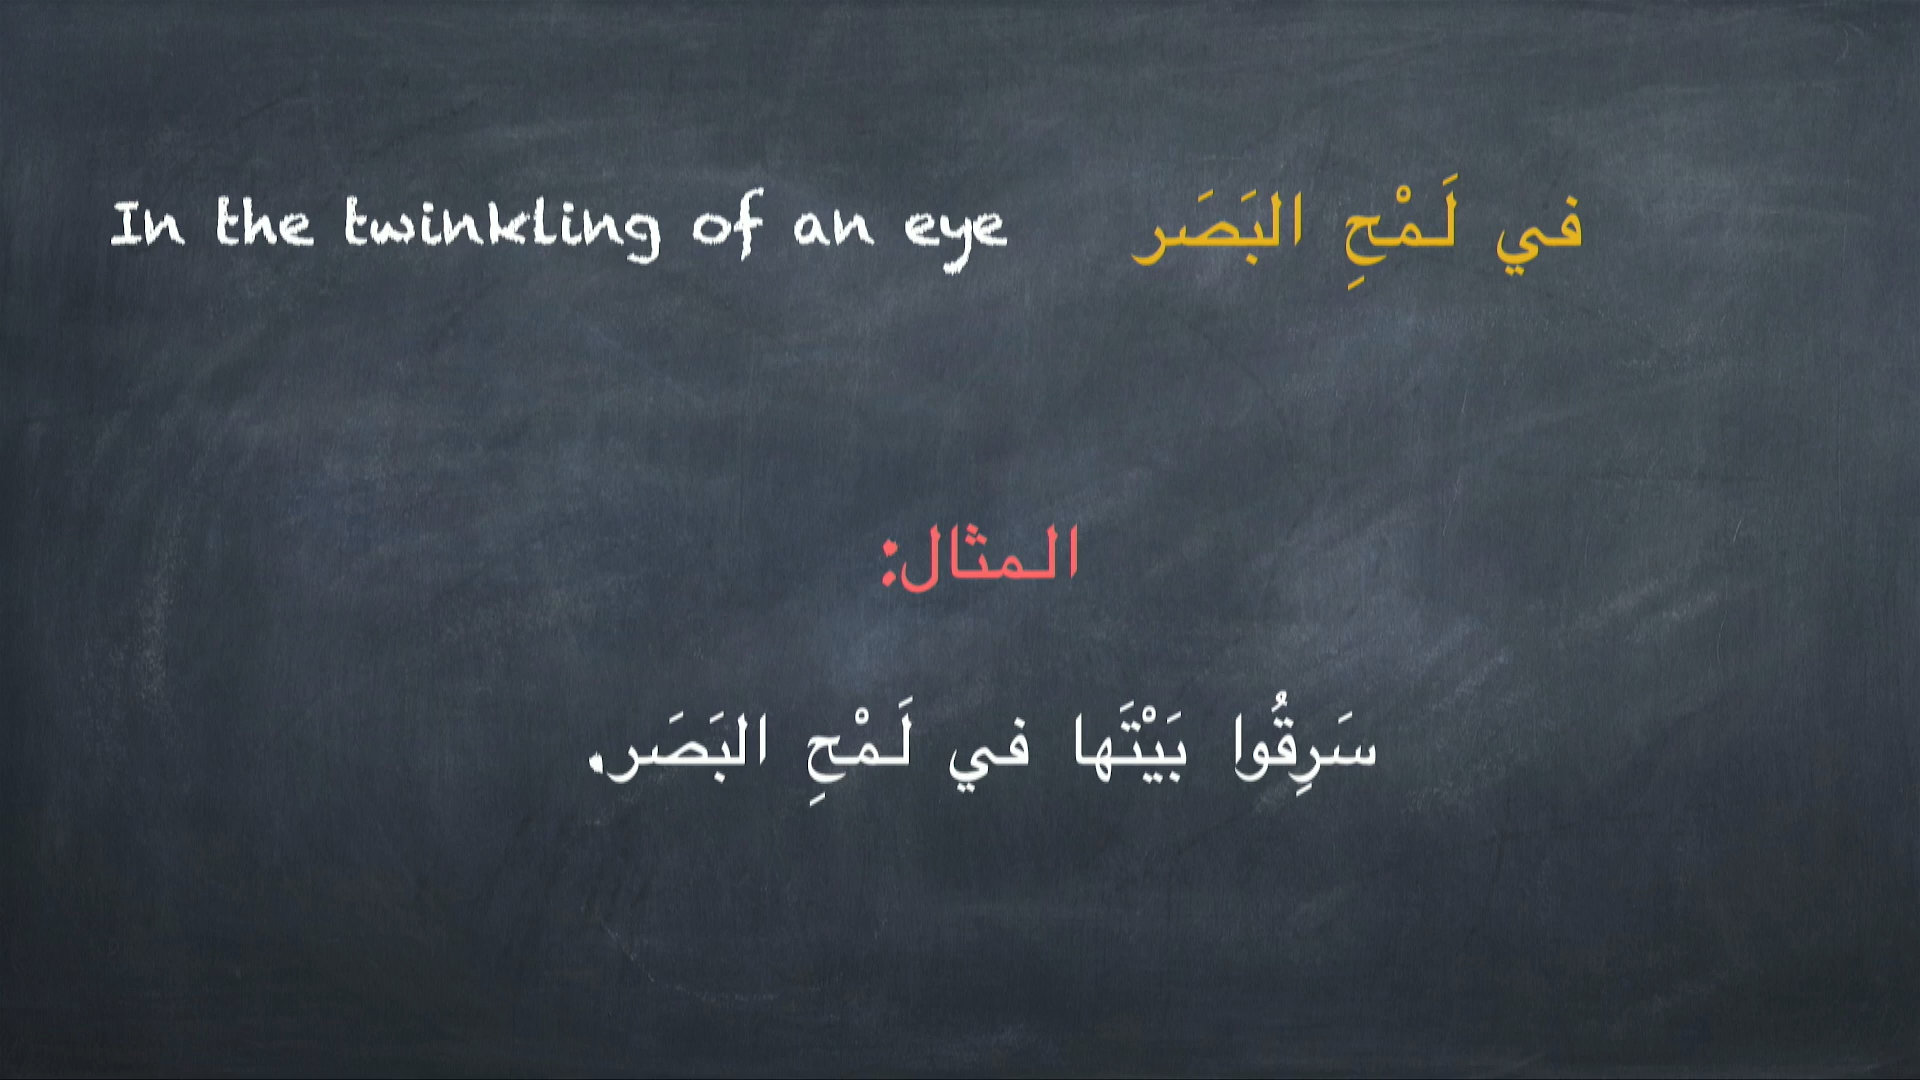 In the twinkling of an eye في لَمْحِ البَصَر
المثال:
سَرِقُوا بَيْتَها في لَمْحِ البَصَر.